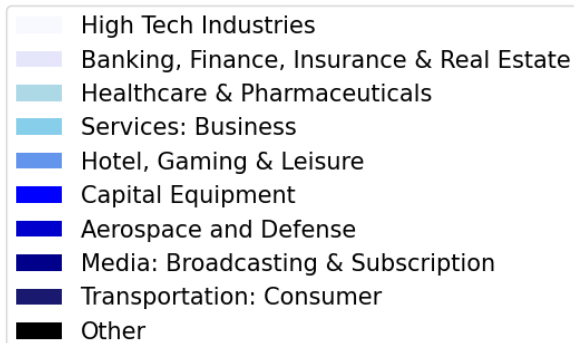 High Tech Industries
Banking, Finance, Insurance & Real Estate
Healthcare & Pharmaceuticals
Services: Business
Hotel, Gaming & Leisure
Capital Equipment
Aerospace and Defense
Media: Broadcasting & Subscription
Transportation: Consumer
Other